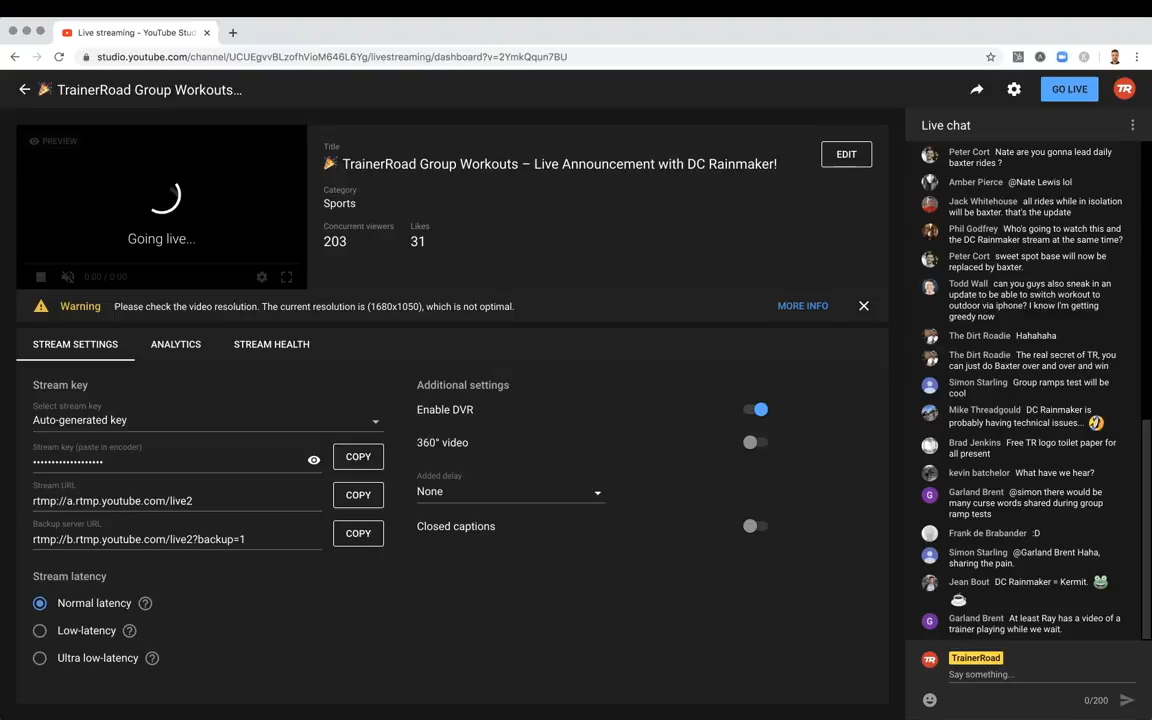 Live streaming - YouTube Stud
studio.youtube.com/channel/UCUEgvvBLzofhVioM646L6Yg/livestreaming/dashboard?v=2YmkQqun7BU
🎉 TrainerRoad Group Workouts...
GO LIVE
TR
PREVIEW
Going live...
0:00 / 0:00
Title
🎉 TrainerRoad Group Workouts – Live Announcement with DC Rainmaker!
EDIT
Category
Sports
Concurrent viewers
Likes
203
31
Warning Please check the video resolution. The current resolution is (1680x1050), which is not optimal.
MORE INFO
STREAM SETTINGS
ANALYTICS
STREAM HEALTH
Stream key
Select stream key
Auto-generated key
Stream key (paste in encoder)
•••••••••••••••••••
COPY
Stream URL
rtmp://a.rtmp.youtube.com/live2
COPY
Backup server URL
rtmp://b.rtmp.youtube.com/live2?backup=1
COPY
Stream latency
Normal latency
Low-latency
Ultra low-latency
Additional settings
Enable DVR
360° video
Added delay
None
Closed captions
Live chat
Peter Cort Nate are you gonna lead daily
baxter rides ?
Amber Pierce @Nate Lewis lol
Jack Whitehouse all rides while in isolation
will be baxter. that's the update
Phil Godfrey Who's going to watch this and
the DC Rainmaker stream at the same time?
Peter Cort sweet spot base will now be
replaced by baxter.
Todd Wall can you guys also sneak in an
update to be able to switch workout to
outdoor via iphone? I know I'm getting
greedy now
The Dirt Roadie Hahahaha
The Dirt Roadie The real secret of TR, you
can just do Baxter over and over and win
Simon Starling Group ramps test will be
cool
Mike Threadgould DC Rainmaker is
probably having technical issues... 🤣
Brad Jenkins Free TR logo toilet paper for
all present
kevin batchelor What have we hear?
G
Garland Brent @simon there would be
many curse words shared during group
ramp tests
Frank de Brabander :D
Simon Starling @Garland Brent Haha,
sharing the pain.
Jean Bout DC Rainmaker = Kermit. 🐸
☕
G
Garland Brent At least Ray has a video of a
trainer playing while we wait.
TR
TrainerRoad
Say something...
0/200